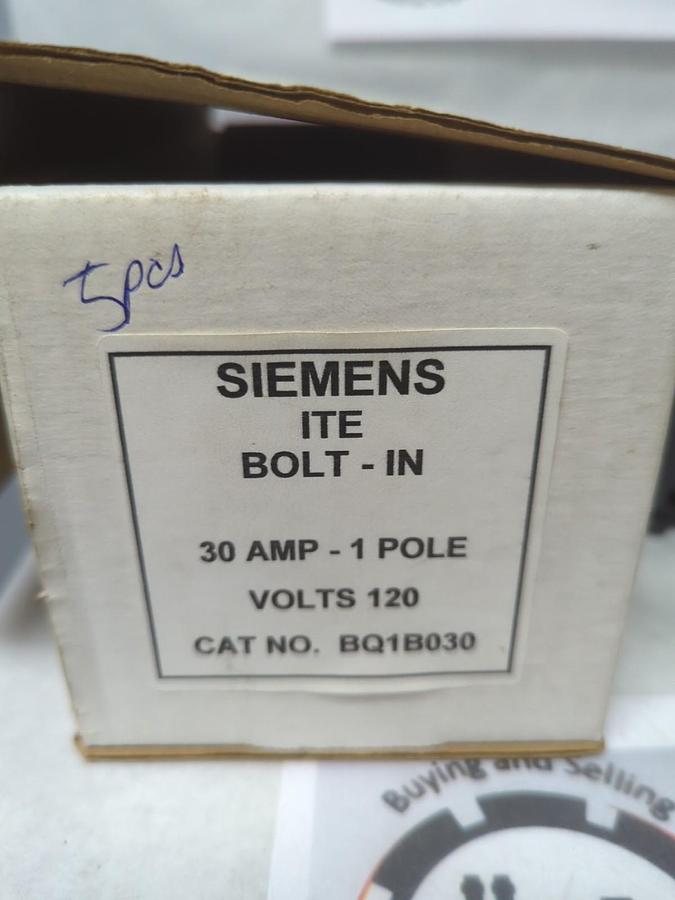 5pcs
SIEMENS
ITE
BOLT - IN
30 AMP - 1 POLE
VOLTS 120
CAT NO. BQ1B030
Buying and Selling